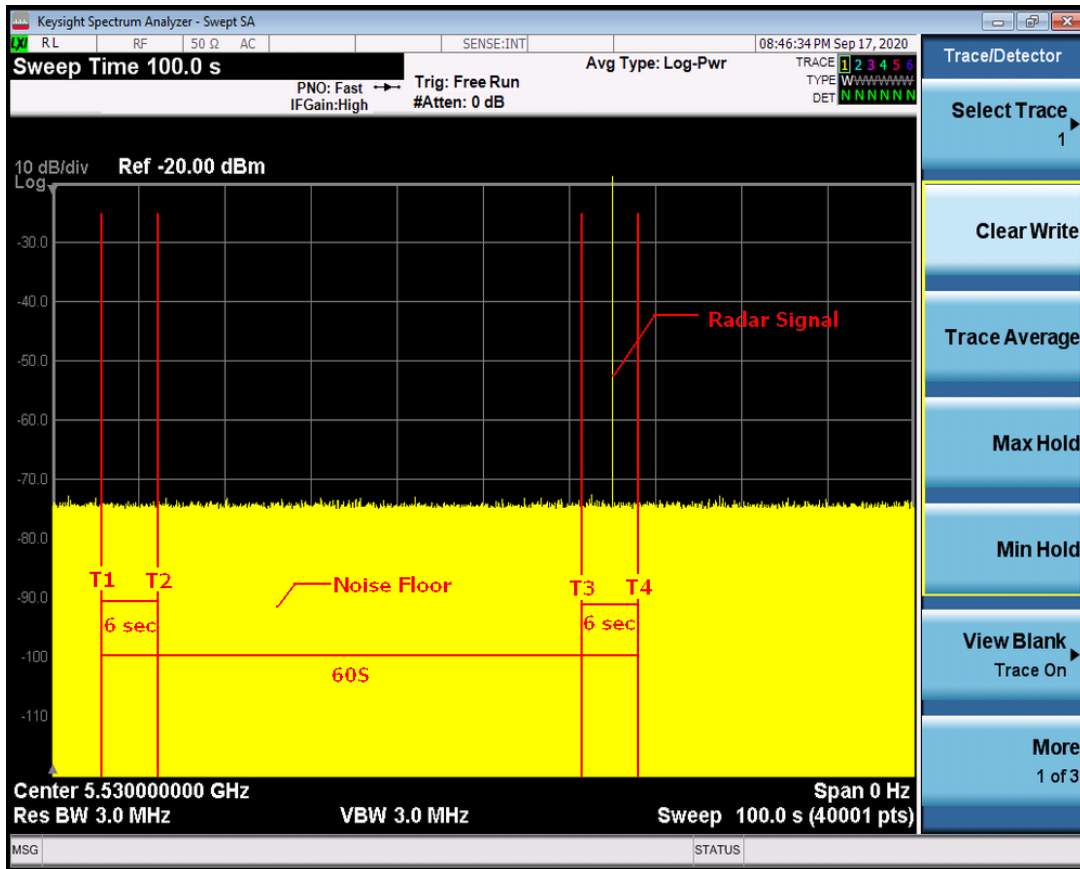 Keysight Spectrum Analyzer - Swept SA
LXI RL RF 50 Ω AC SENSE:INT 08:46:34 PM Sep 17, 2020
Sweep Time 100.0 s
PNO: Fast
IFGain:High
Trig: Free Run
#Atten: 0 dB
Avg Type: Log-Pwr
TRACE 1 2 3 4 5 6
TYPE WWWWWW
DET N N N N N N
10 dB/div
Log
Ref -20.00 dBm
-30.0
-40.0
-50.0
-60.0
-70.0
-80.0
-90.0
-100
-110
Radar Signal
T1 T2
Noise Floor
T3 T4
6 sec
6 sec
60S
Center 5.530000000 GHz
Span 0 Hz
Res BW 3.0 MHz
VBW 3.0 MHz
Sweep 100.0 s (40001 pts)
MSG
STATUS
Trace/Detector
Select Trace
1
Clear Write
Trace Average
Max Hold
Min Hold
View Blank
Trace On
More
1 of 3